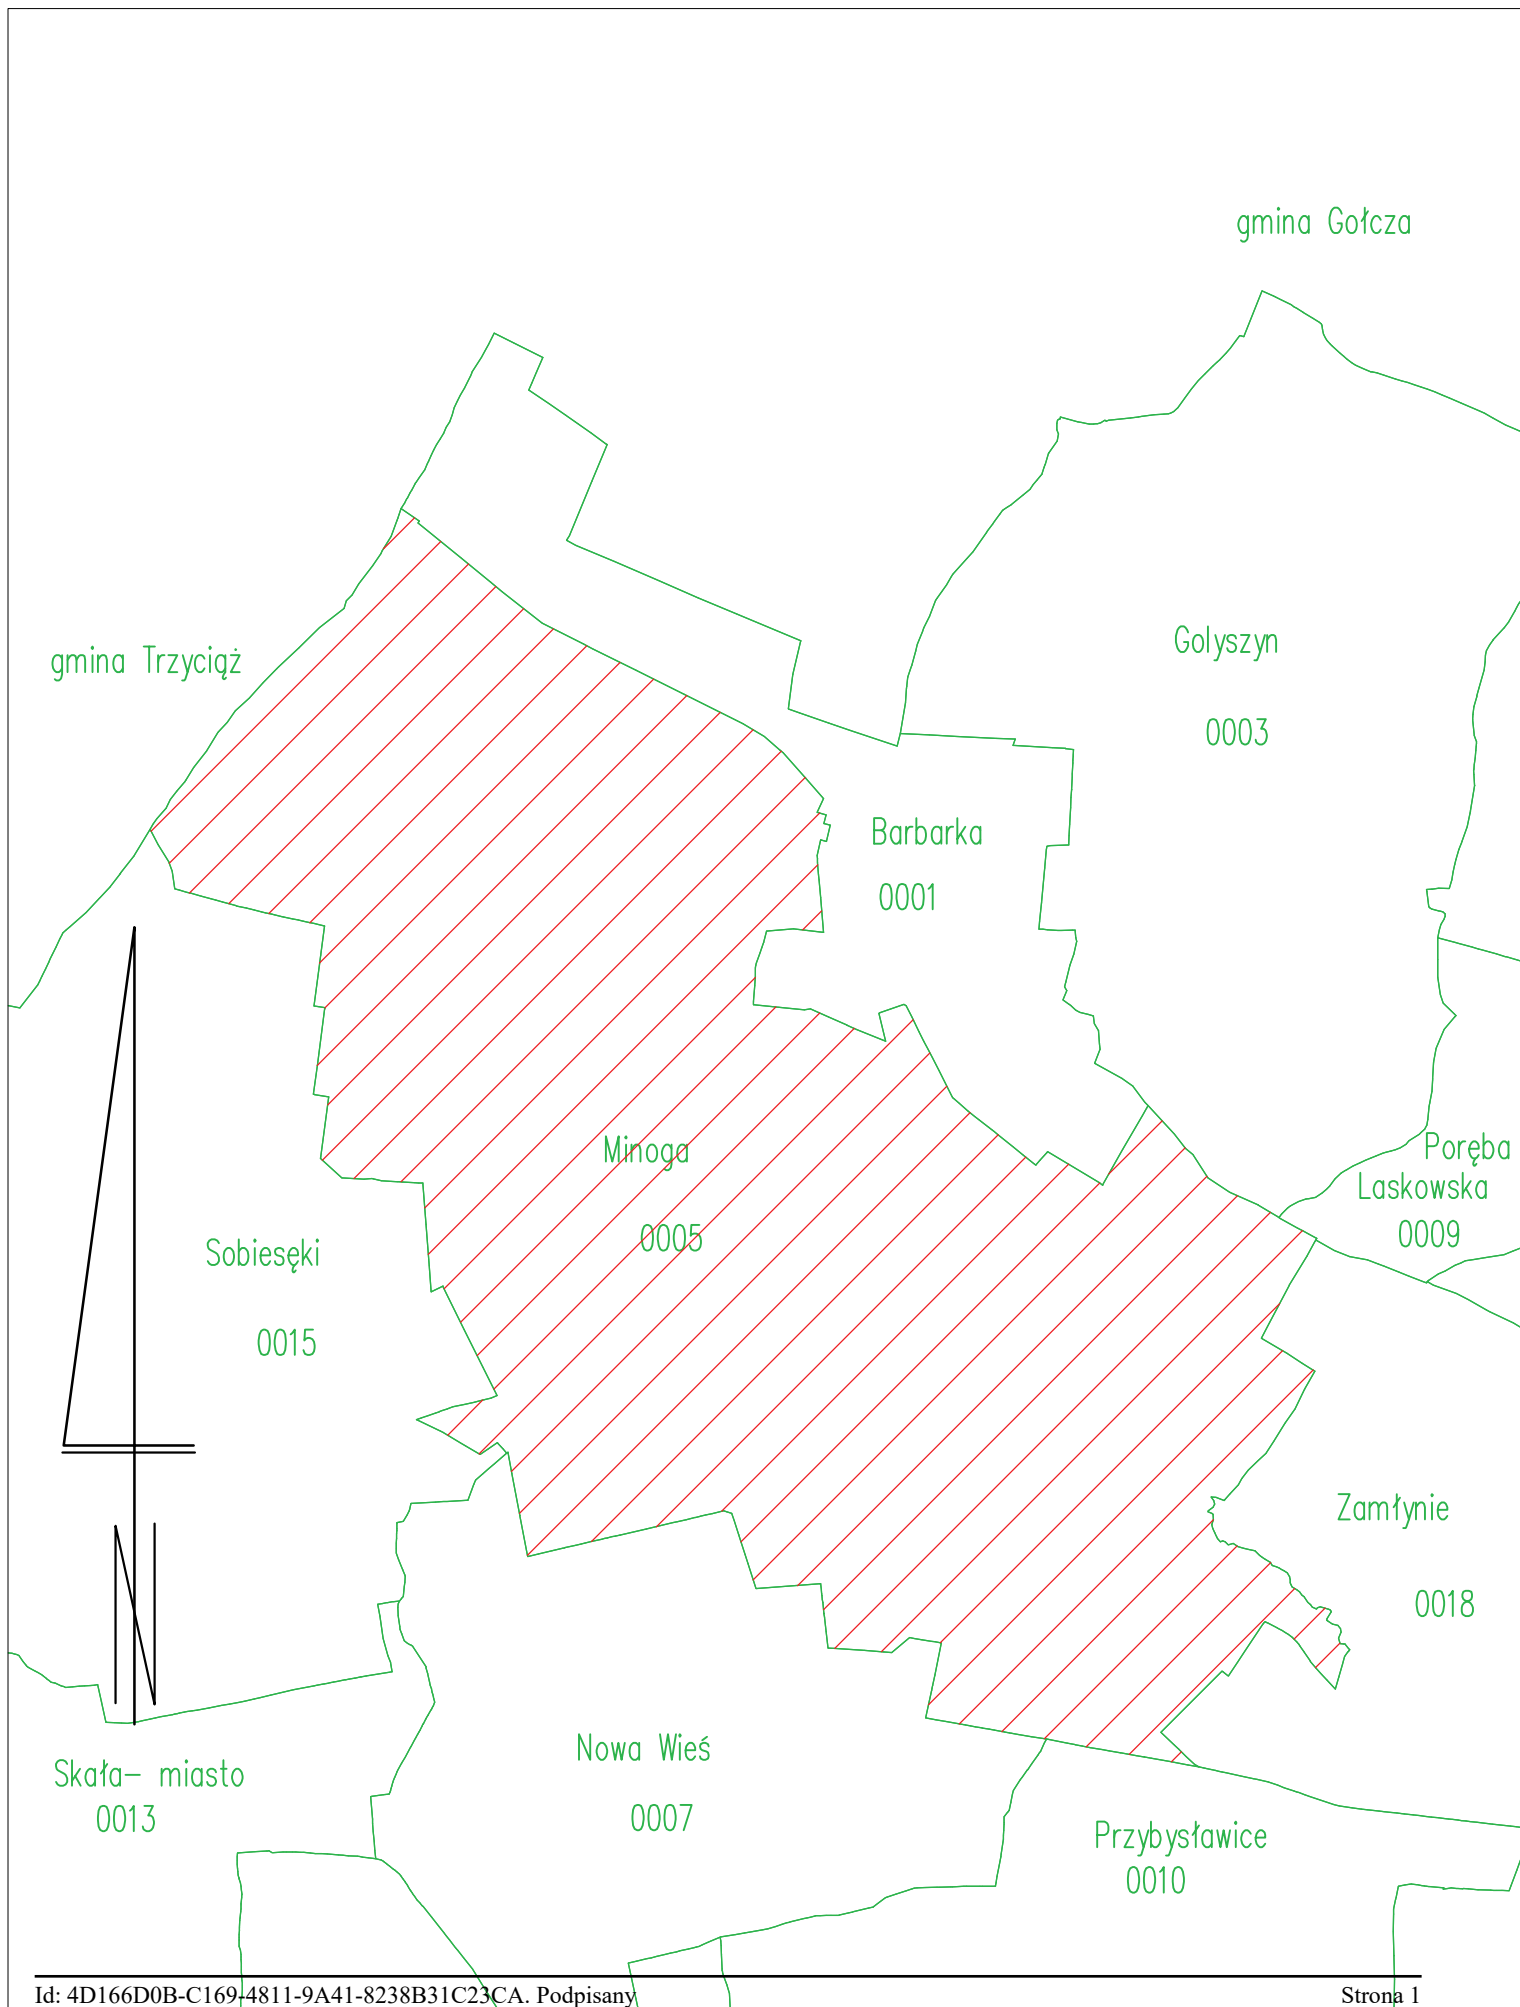 gmina Gołcza
gmina Trzyciąż
Golyszyn
0003
Barbarka
0001
Minoga
0005
Poręba
Laskowska
0009
Sobiesęki
0015
Zamłynie
0018
Nowa Wieś
0007
Skała– miasto
0013
Przybysławice
0010
N
Id: 4D166D0B-C169-4811-9A41-8238B31C23CA. Podpisany
Strona 1